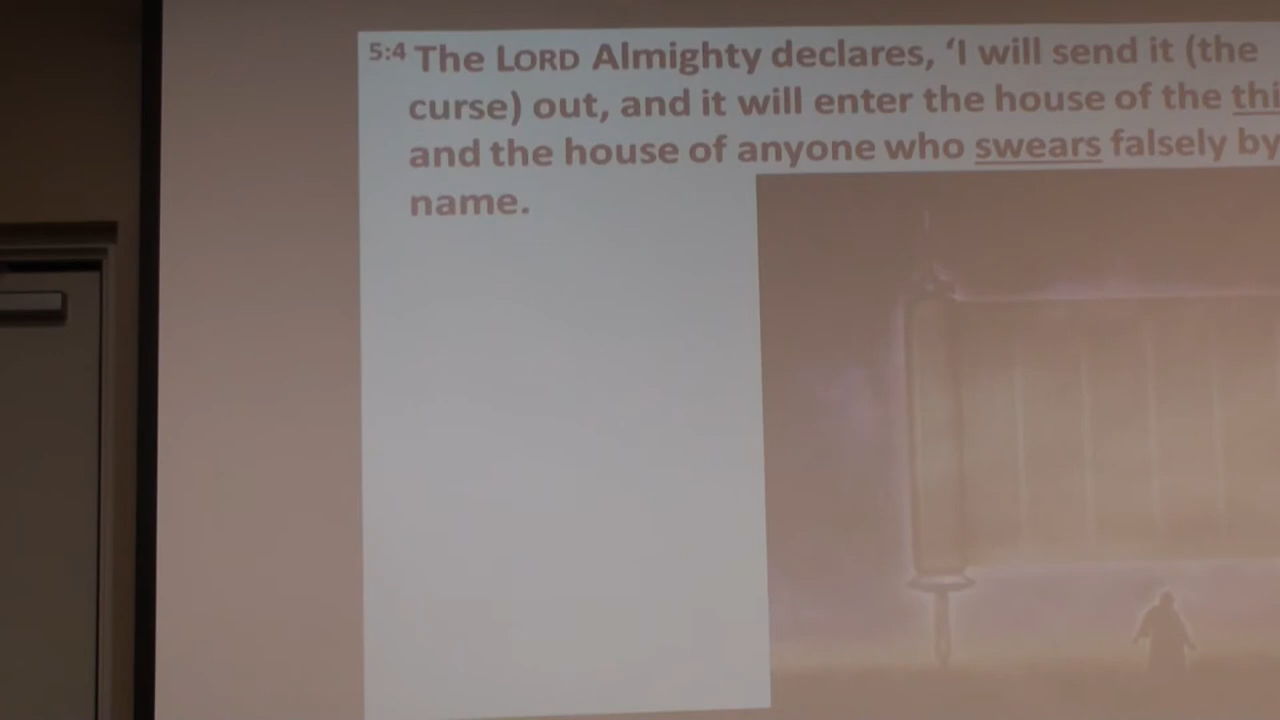 5:4 The LORD Almighty declares, ‘I will send it (the
curse) out, and it will enter the house of the thi
and the house of anyone who swears falsely by
name.